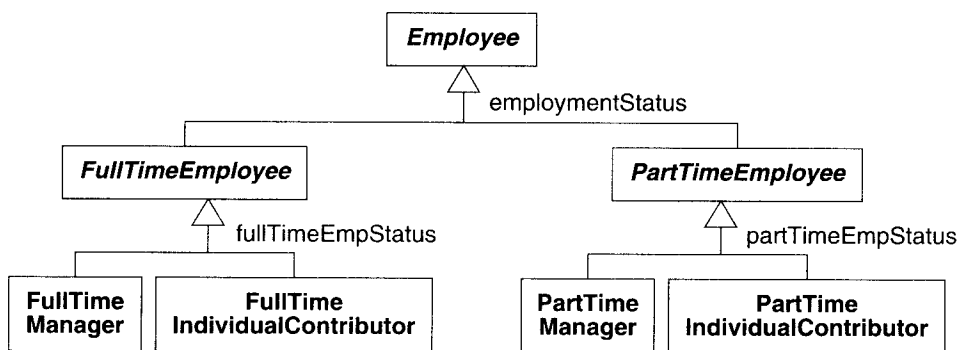 Employee
employmentStatus
FullTimeEmployee
PartTimeEmployee
fullTimeEmpStatus
partTimeEmpStatus
FullTime
Manager
FullTime
IndividualContributor
PartTime
Manager
PartTime
IndividualContributor